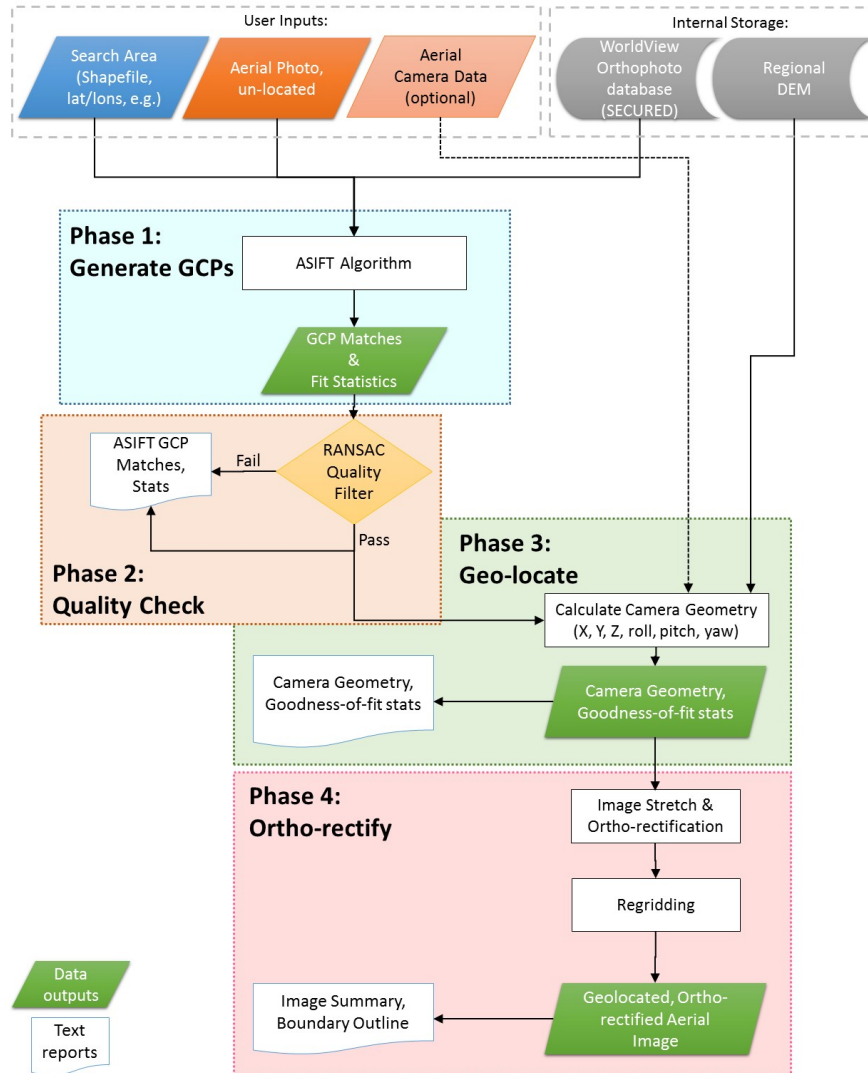 User Inputs:
Internal Storage:
Search Area
(Shapefile,
lat/lons, e.g.)
Aerial Photo,
un-located
Aerial
Camera Data
(optional)
WorldView
Orthophoto
database
(SECURED)
Regional
DEM
Phase 1:
Generate GCPs
ASIFT Algorithm
GCP Matches
&
Fit Statistics
ASIFT GCP
Matches,
Stats
Fail
RANSAC
Quality
Filter
Pass
Phase 2:
Quality Check
Phase 3:
Geo-locate
Calculate Camera Geometry
(X, Y, Z, roll, pitch, yaw)
Camera Geometry,
Goodness-of-fit stats
Camera Geometry,
Goodness-of-fit stats
Phase 4:
Ortho-rectify
Image Stretch &
Ortho-rectification
Regridding
Image Summary,
Boundary Outline
Geolocated, Ortho-
rectified Aerial
Image
Data
outputs
Text
reports